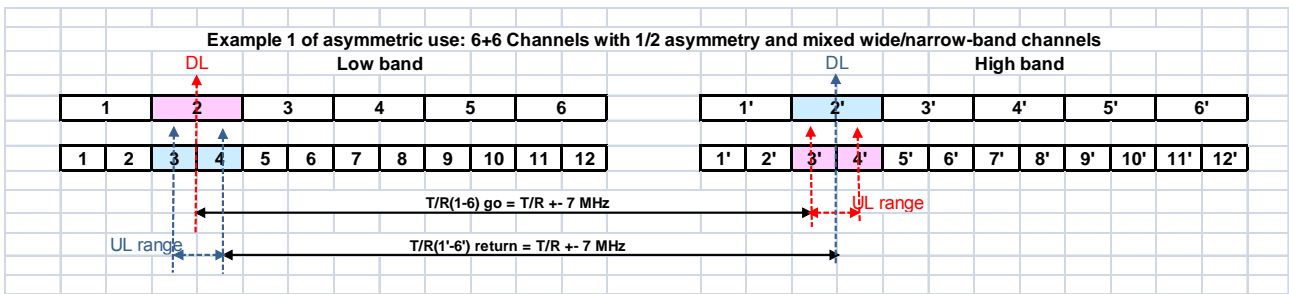 Example 1 of asymmetric use: 6+6 Channels with 1/2 asymmetry and mixed wide/narrow-band channels
DL Low band DL High band
1 2 3 4 5 6 1' 2' 3' 4' 5' 6'
1 2 3 4 5 6 7 8 9 10 11 12 1' 2' 3' 4' 5' 6' 7' 8' 9' 10' 11' 12'
T/R(1-6) go = T/R +- 7 MHz UL range
UL range T/R(1'-6') return = T/R +- 7 MHz